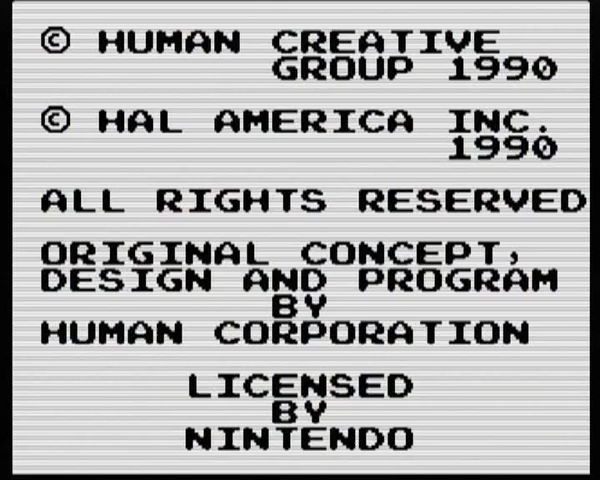 © HUMAN CREATIVE
GROUP 1990
© HAL AMERICA INC.
1990
ALL RIGHTS RESERVED
ORIGINAL CONCEPT,
DESIGN AND PROGRAM
BY
HUMAN CORPORATION
LICENSED
BY
NINTENDO